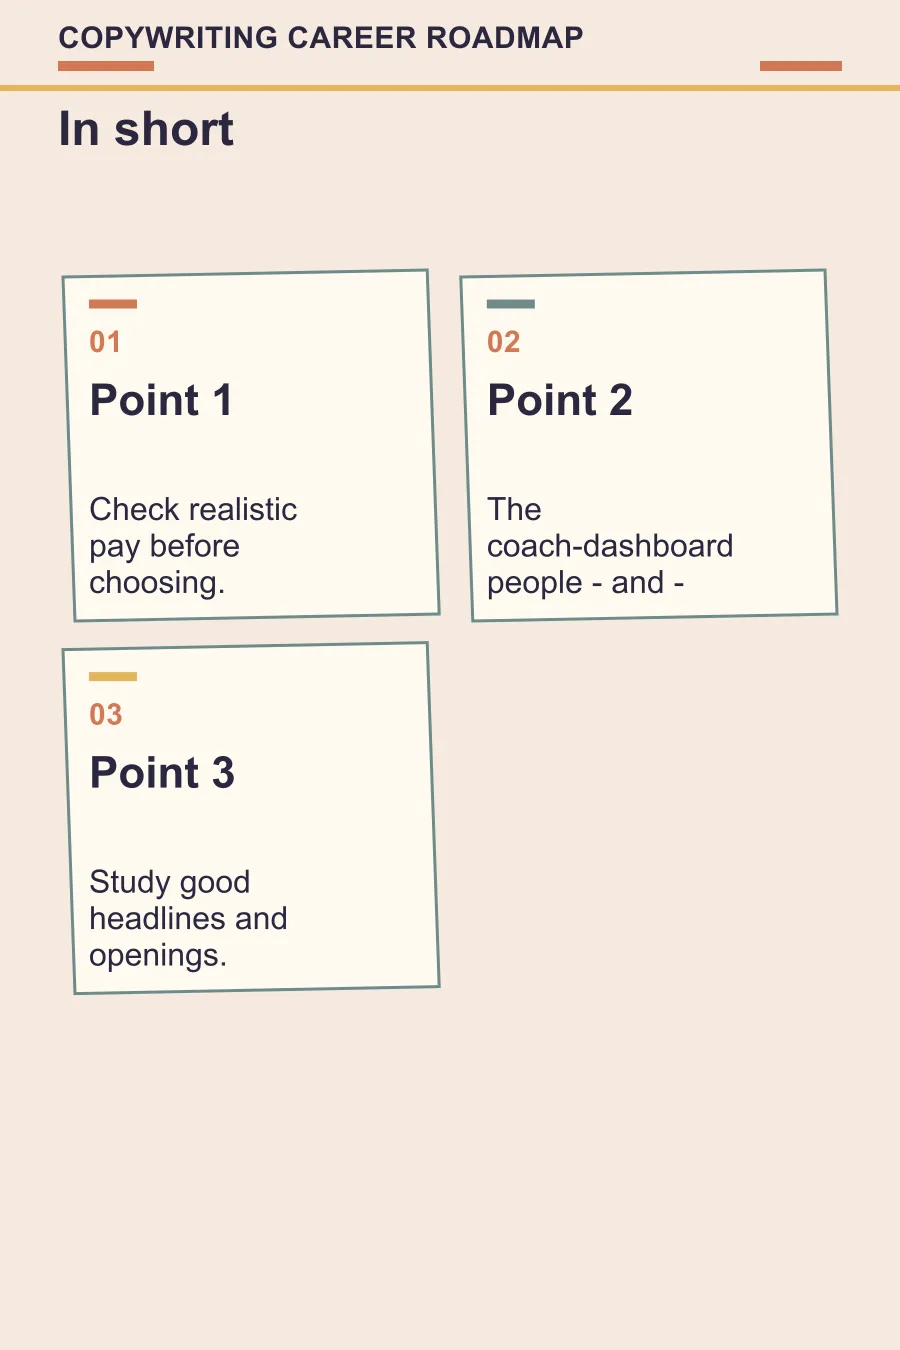 COPYWRITING CAREER ROADMAP
In short
01
Point 1
Check realistic
pay before
choosing.
02
Point 2
The
coach-dashboard
people - and -
03
Point 3
Study good
headlines and
openings.